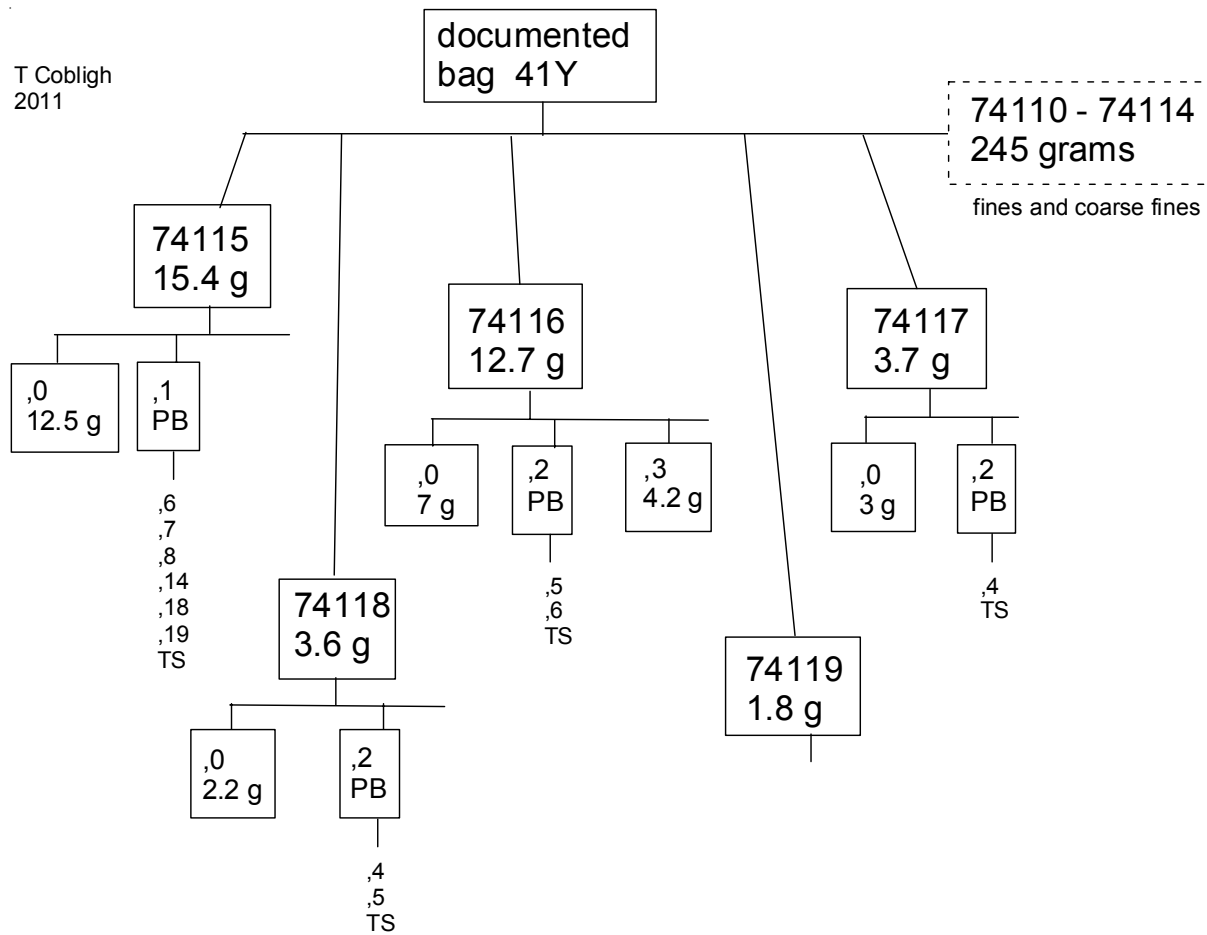 T Cobligh
2011
documented
bag 41Y
74110 - 74114
245 grams
fines and coarse fines
74115
15.4 g
,0
12.5 g
,1
PB
,6
,7
,8
,14
,18
,19
TS
74118
3.6 g
,0
2.2 g
,2
PB
,4
,5
TS
74116
12.7 g
,0
7 g
,2
PB
,5
,6
TS
,3
4.2 g
74119
1.8 g
74117
3.7 g
,0
3 g
,2
PB
,4
TS